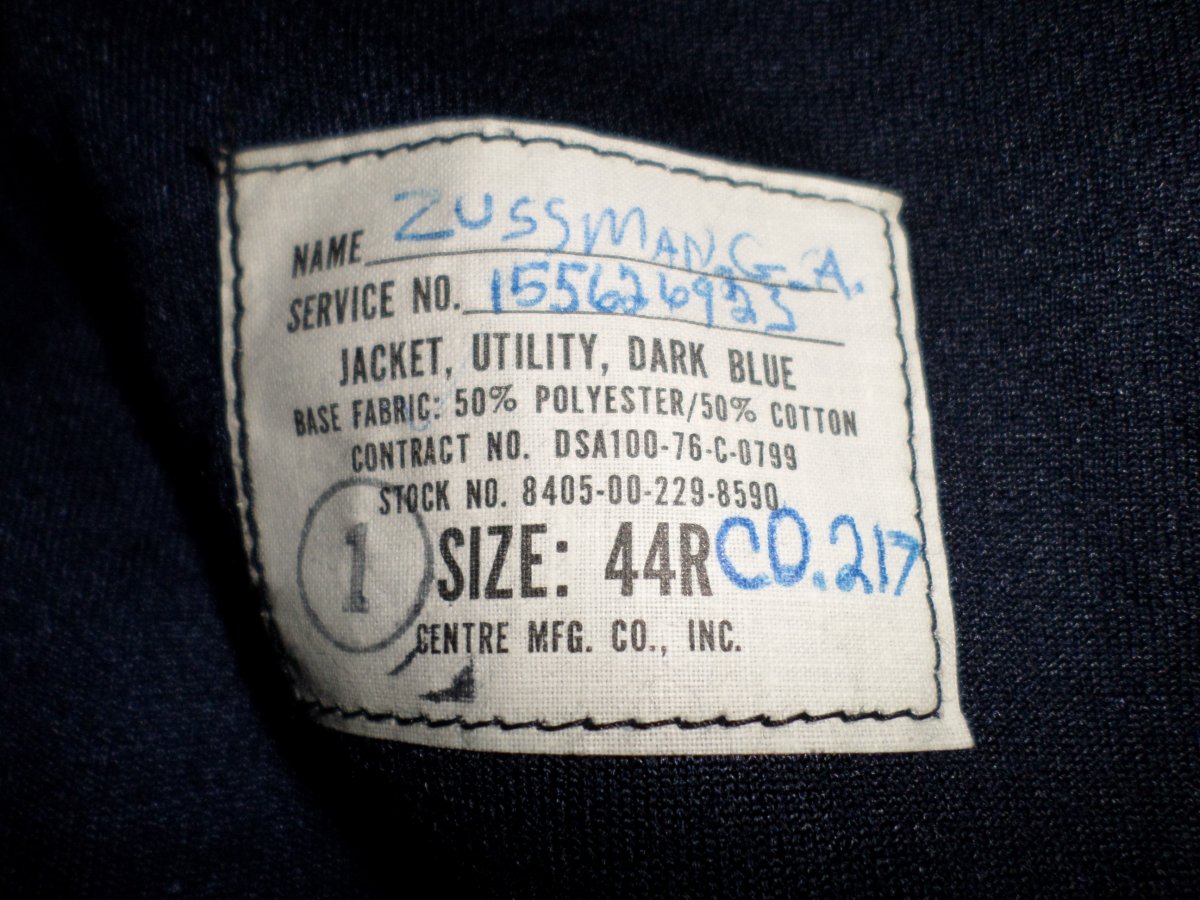 NAME ZUSSMAN G.A.
SERVICE NO. 155626923
JACKET, UTILITY, DARK BLUE
BASE FABRIC: 50% POLYESTER/50% COTTON
CONTRACT NO. DSA100-76-C-0799
STOCK NO. 8405-00-229-8590
1 SIZE: 44R CO.217
CENTRE MFG. CO., INC.